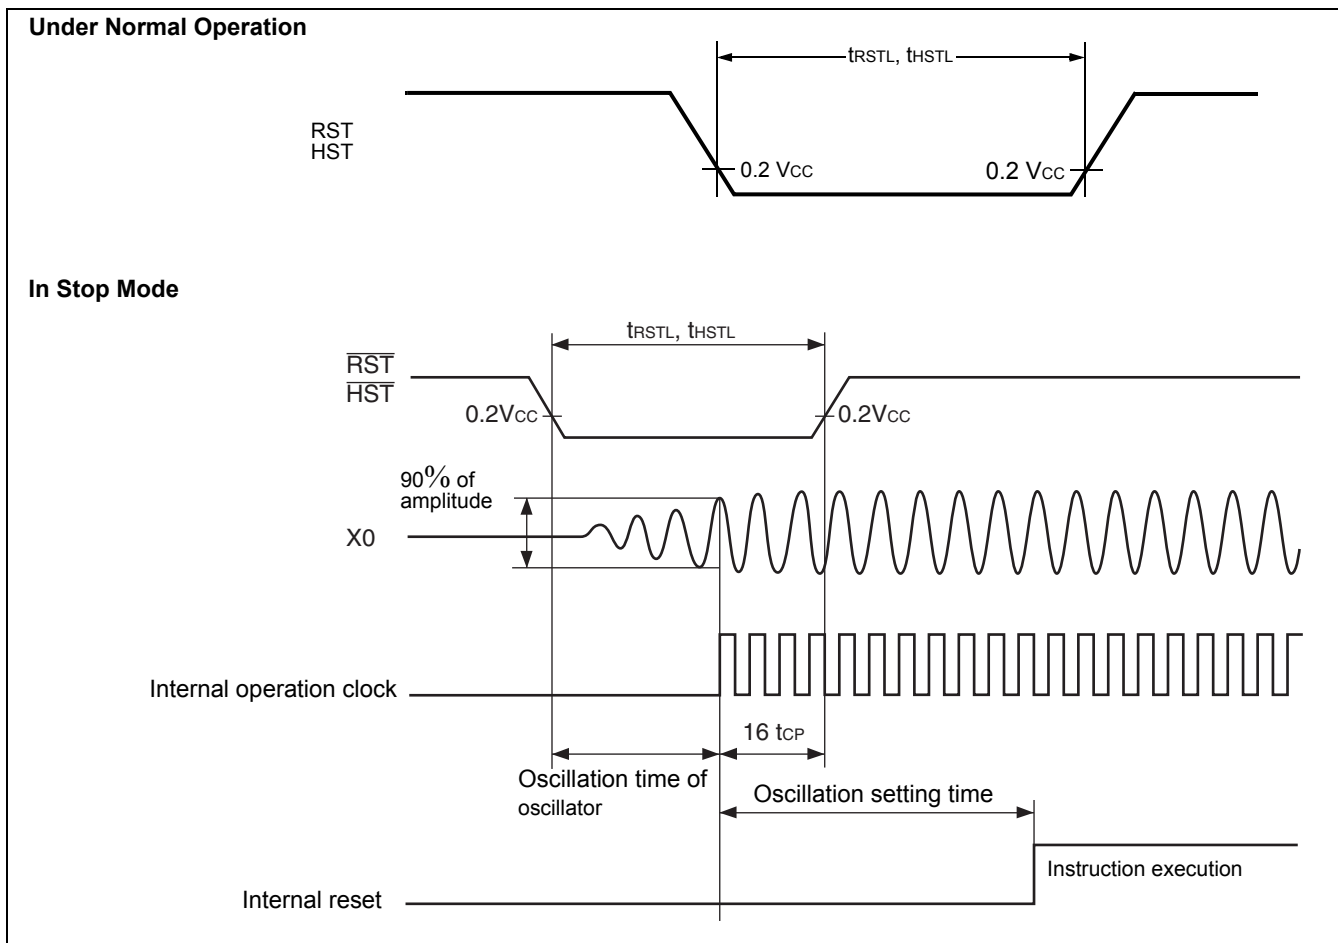 Under Normal Operation
tRSTL, tHSTL
RST
HST
0.2 VCC
0.2 VCC
In Stop Mode
tRSTL, tHSTL
RST
HST
0.2VCC
0.2VCC
90% of
amplitude
X0
Internal operation clock
16 tCP
Oscillation time of
oscillator
Oscillation setting time
Instruction execution
Internal reset